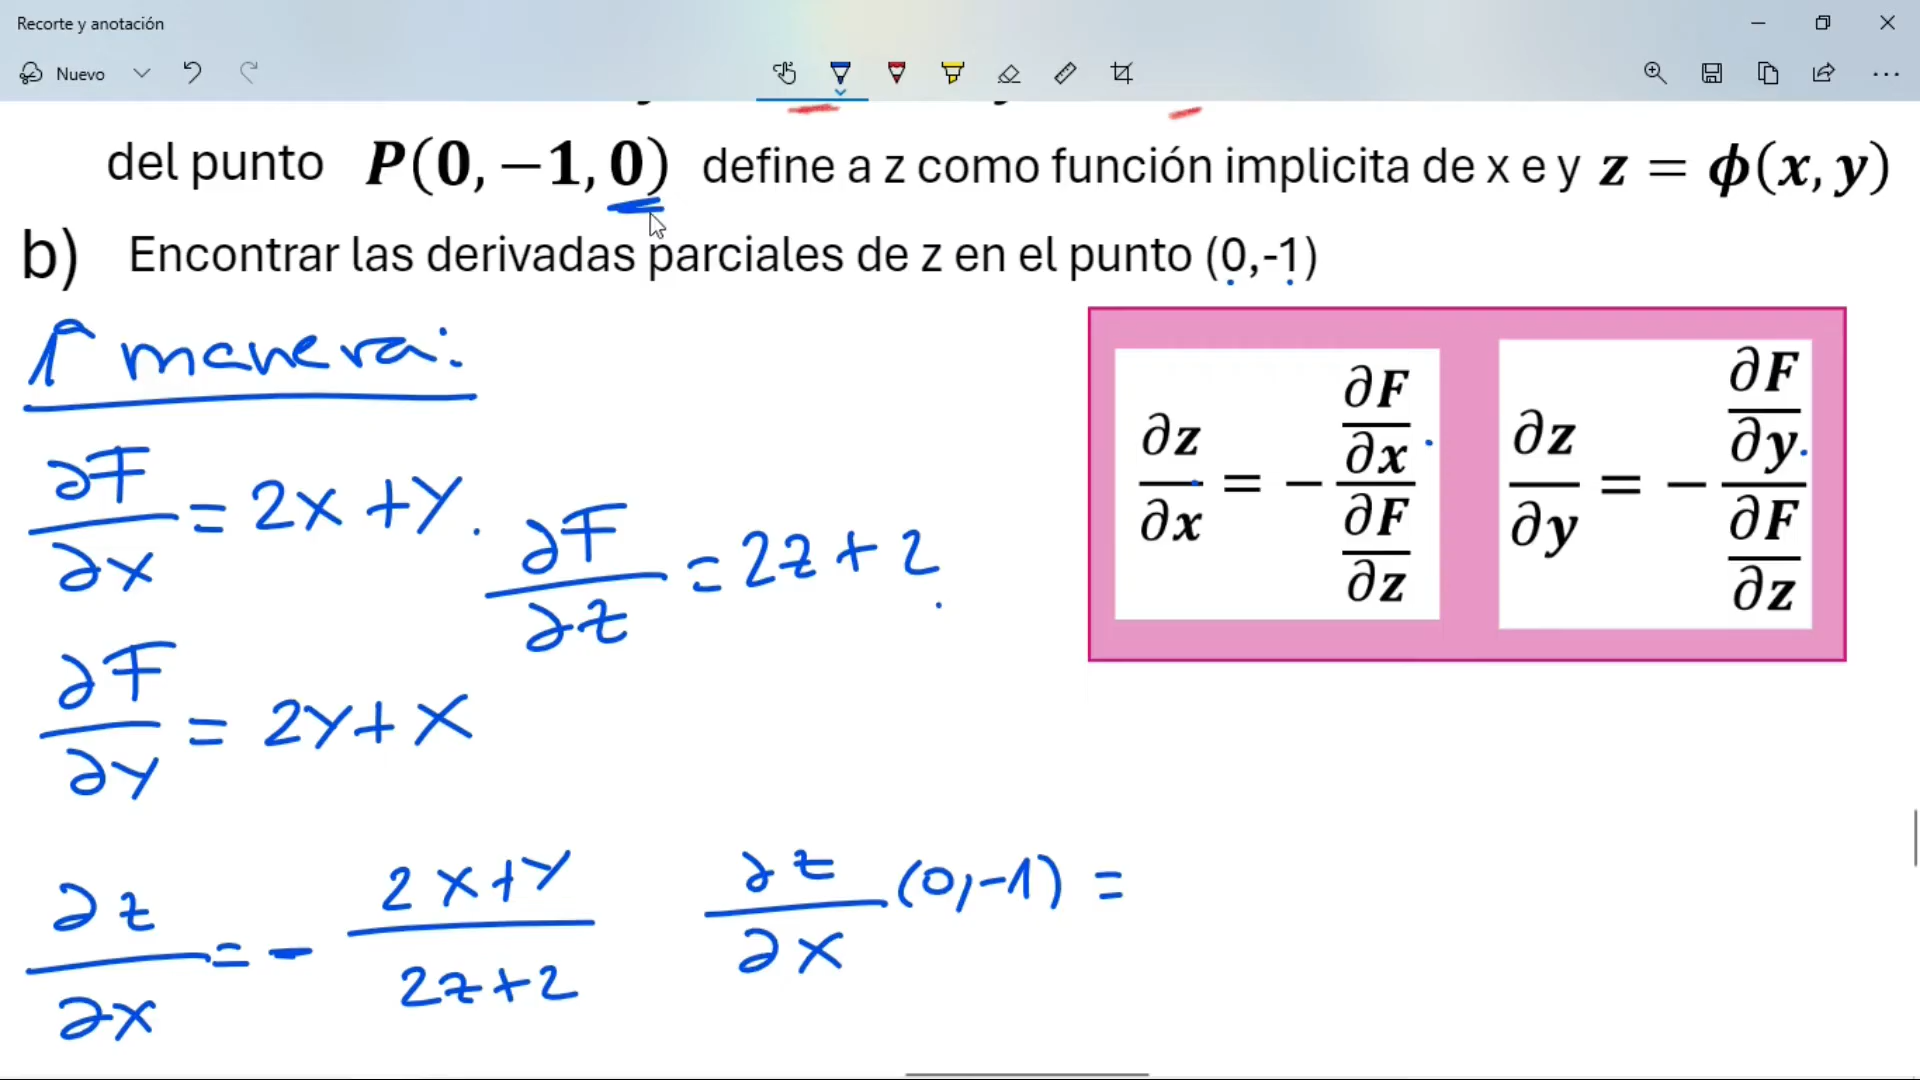 Recorte y anotación
Nuevo
del punto P(0, −1, 0) define a z como función implicita de x e y z = ϕ(x, y)
b) Encontrar las derivadas parciales de z en el punto (0,-1)
1ª manera:
∂F/∂x = 2x + y.
∂F/∂z = 2z + 2
∂F/∂y = 2y + x
∂z/∂x = − (∂F/∂x)/(∂F/∂z)
∂z/∂y = − (∂F/∂y)/(∂F/∂z)
∂z/∂x = − (2x+y)/(2z+2)
∂z/∂x (0,-1) =